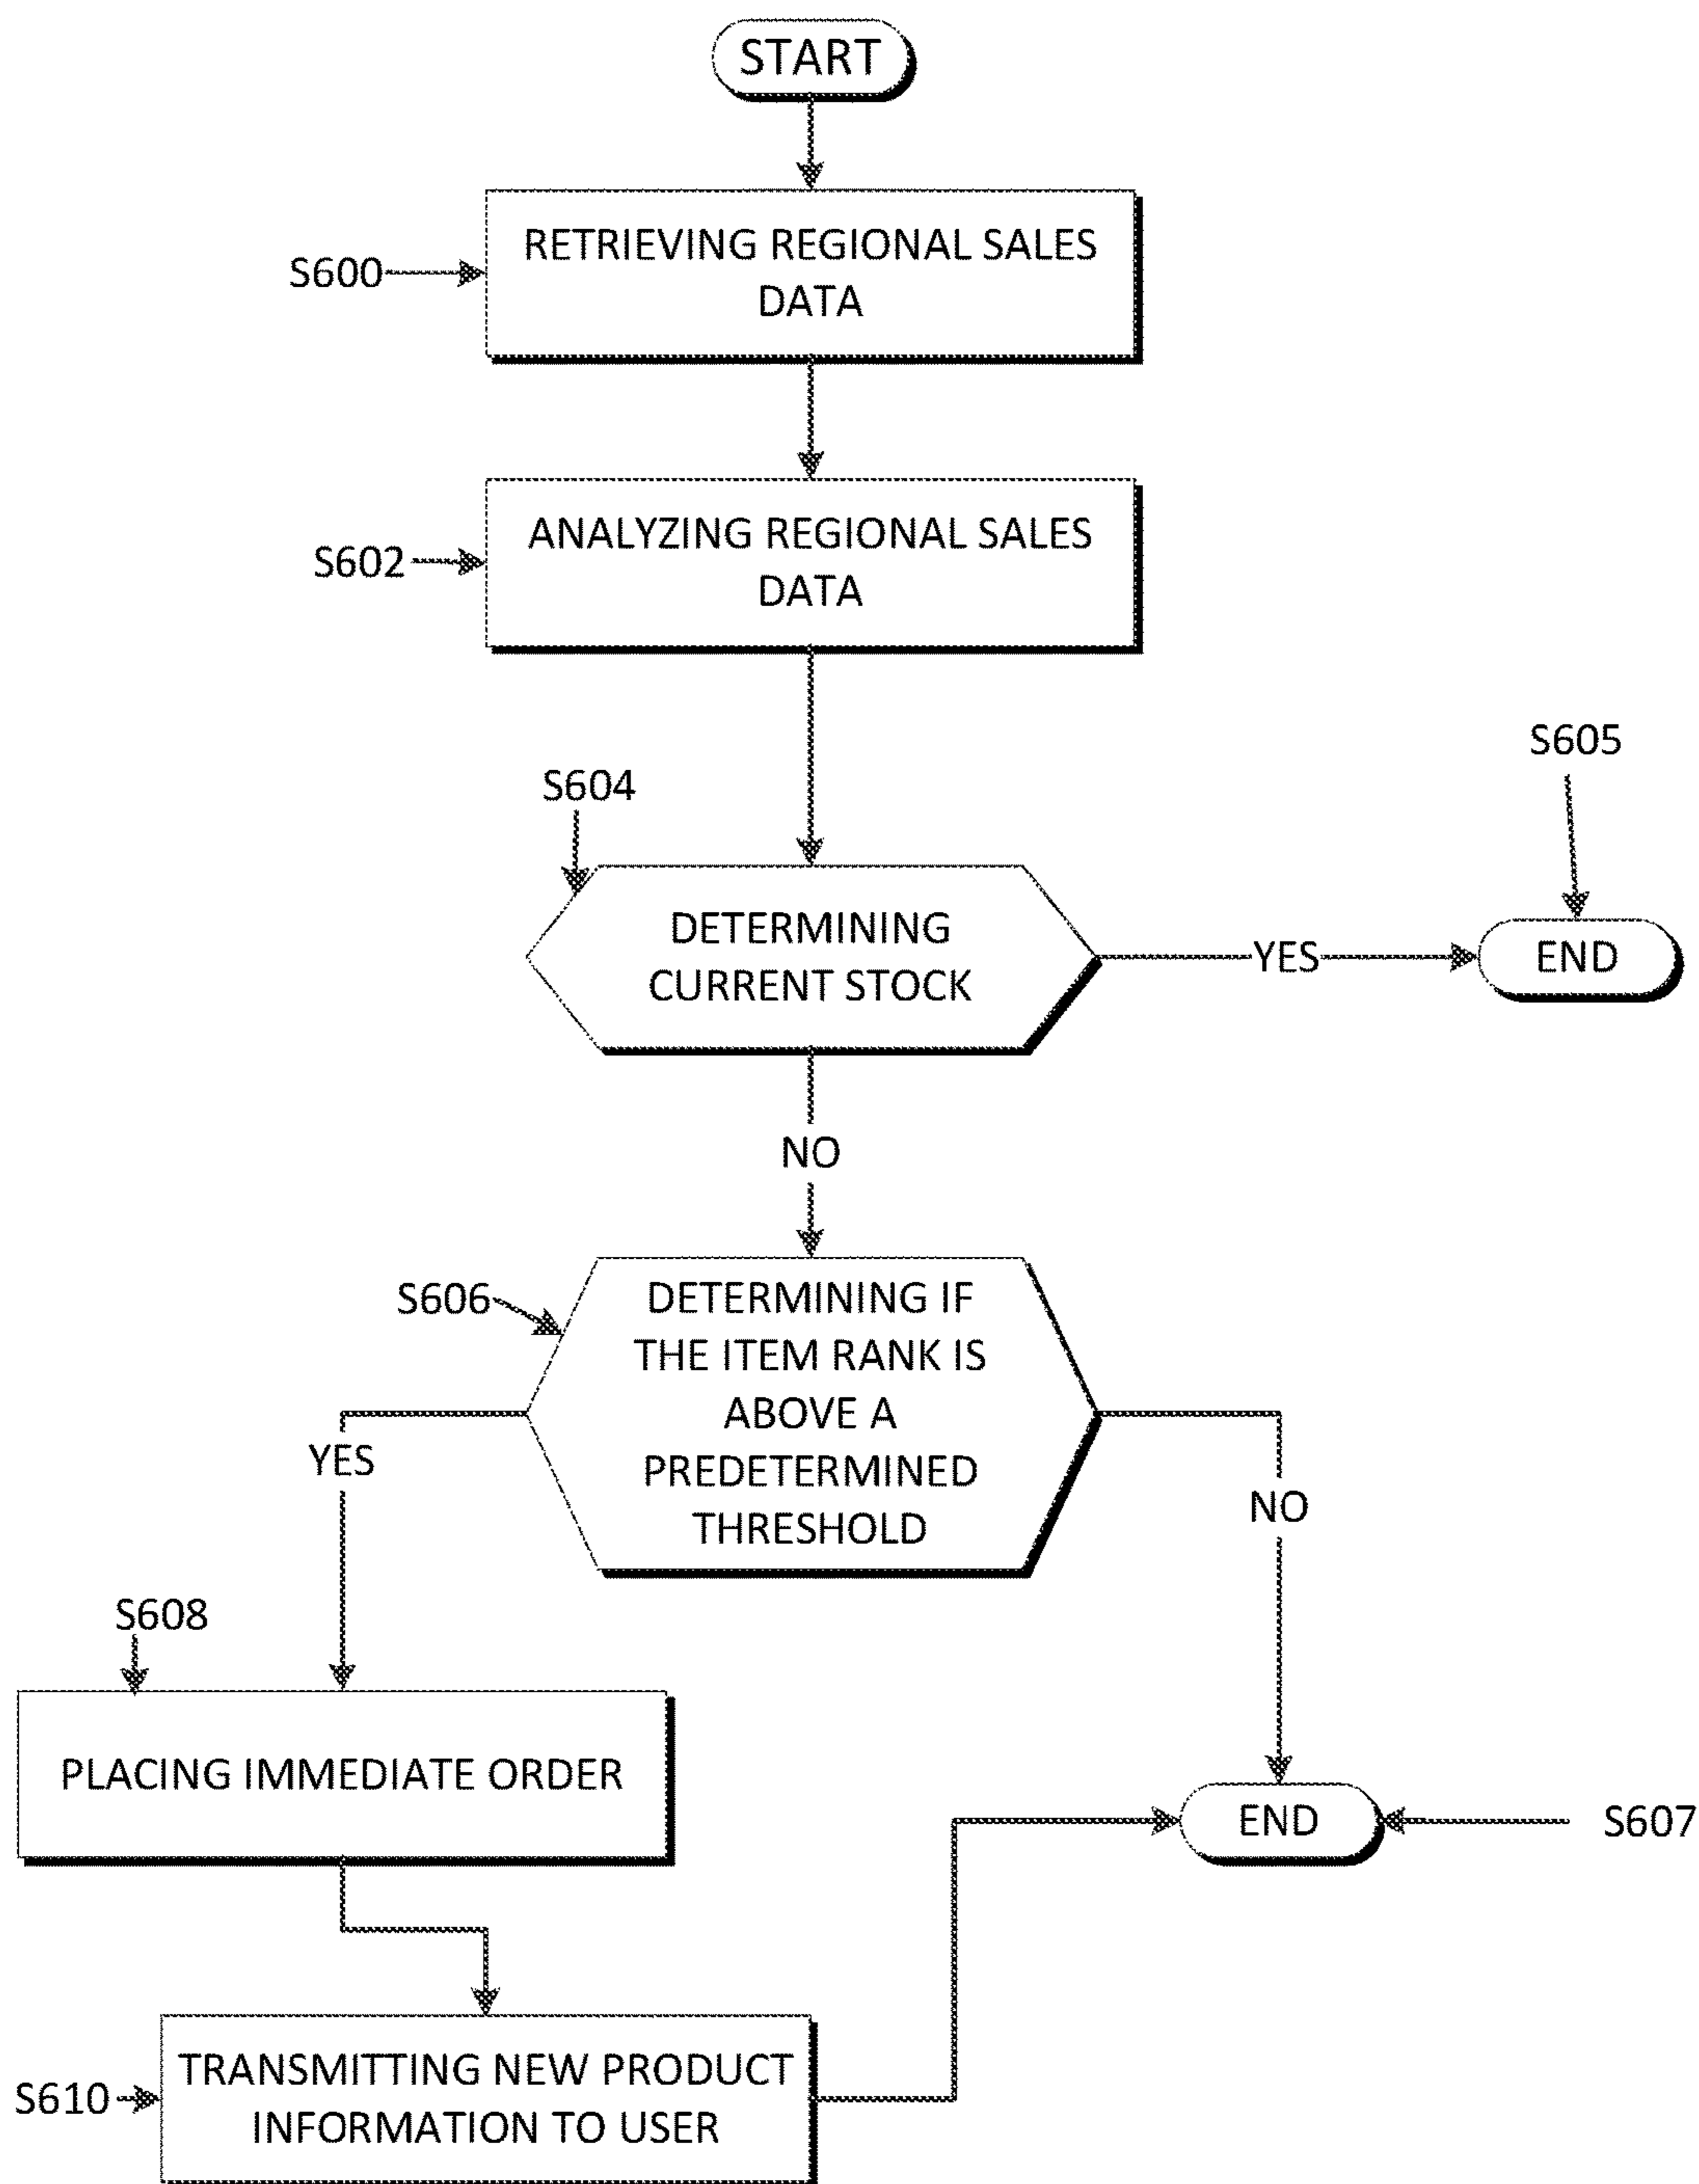 START
S600
RETRIEVING REGIONAL SALES
DATA
S602
ANALYZING REGIONAL SALES
DATA
S605
S604
DETERMINING
CURRENT STOCK
YES
END
NO
S606
DETERMINING IF
THE ITEM RANK IS
ABOVE A
PREDETERMINED
THRESHOLD
YES
NO
S608
PLACING IMMEDIATE ORDER
END
S607
S610
TRANSMITTING NEW PRODUCT
INFORMATION TO USER